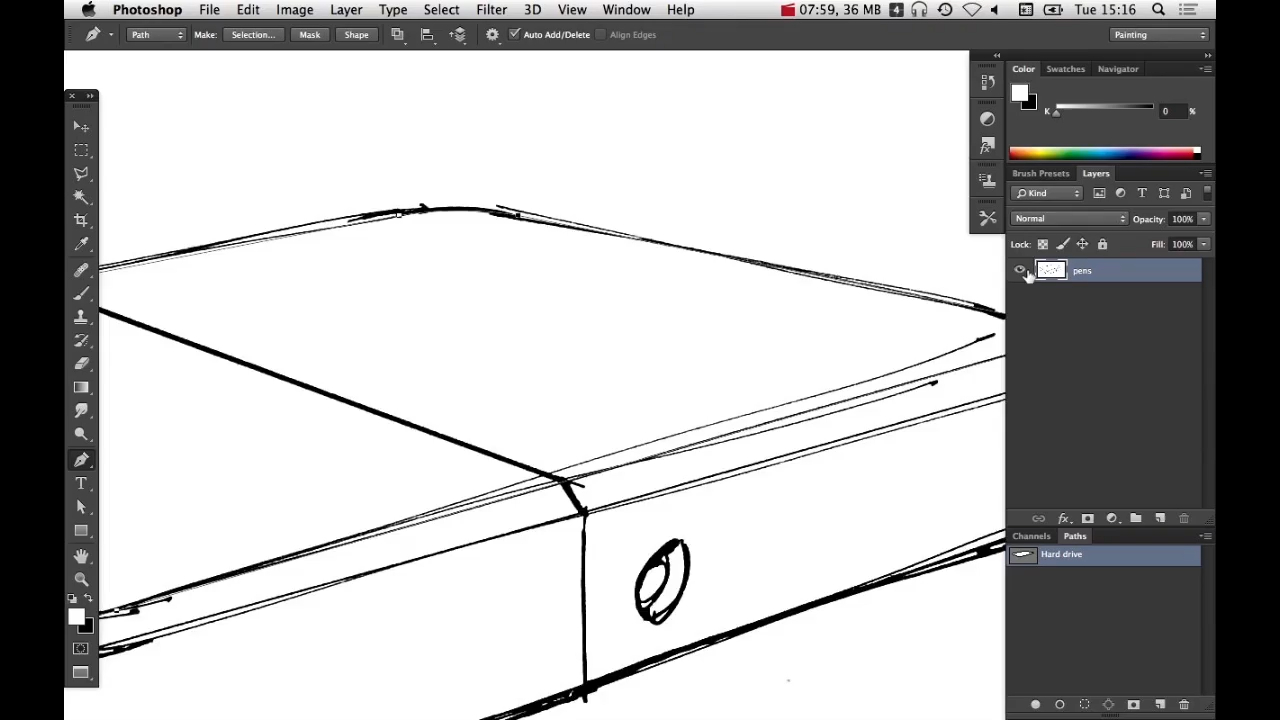 Photoshop File Edit Image Layer Type Select Filter 3D View Window Help 07:59, 36 MB 4 Tue 15:16
Path Make: Selection... Mask Shape Auto Add/Delete Align Edges Painting
Color Swatches Navigator
K 0 %
Brush Presets Layers
Kind
Normal Opacity: 100%
Lock: Fill: 100%
pens
Channels Paths
Hard drive